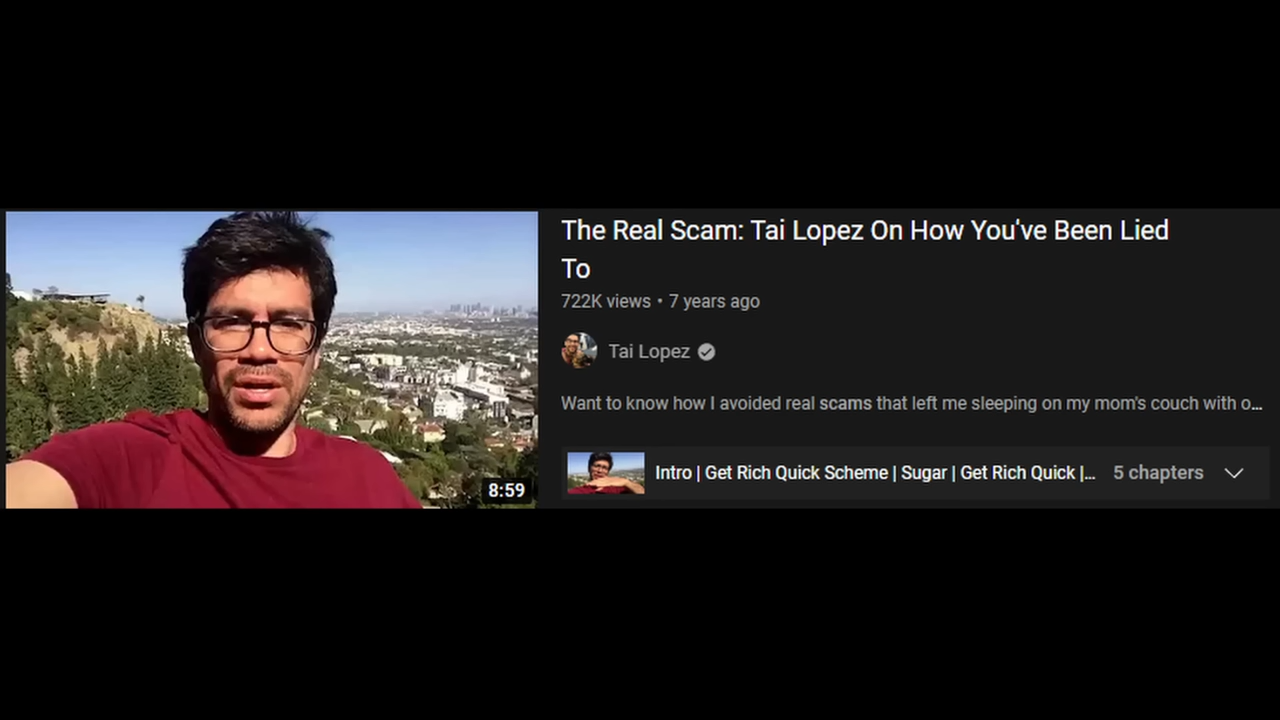 The Real Scam: Tai Lopez On How You've Been Lied
To
722K views • 7 years ago
Tai Lopez
Want to know how I avoided real scams that left me sleeping on my mom's couch with o...
8:59
Intro | Get Rich Quick Scheme | Sugar | Get Rich Quick |... 5 chapters